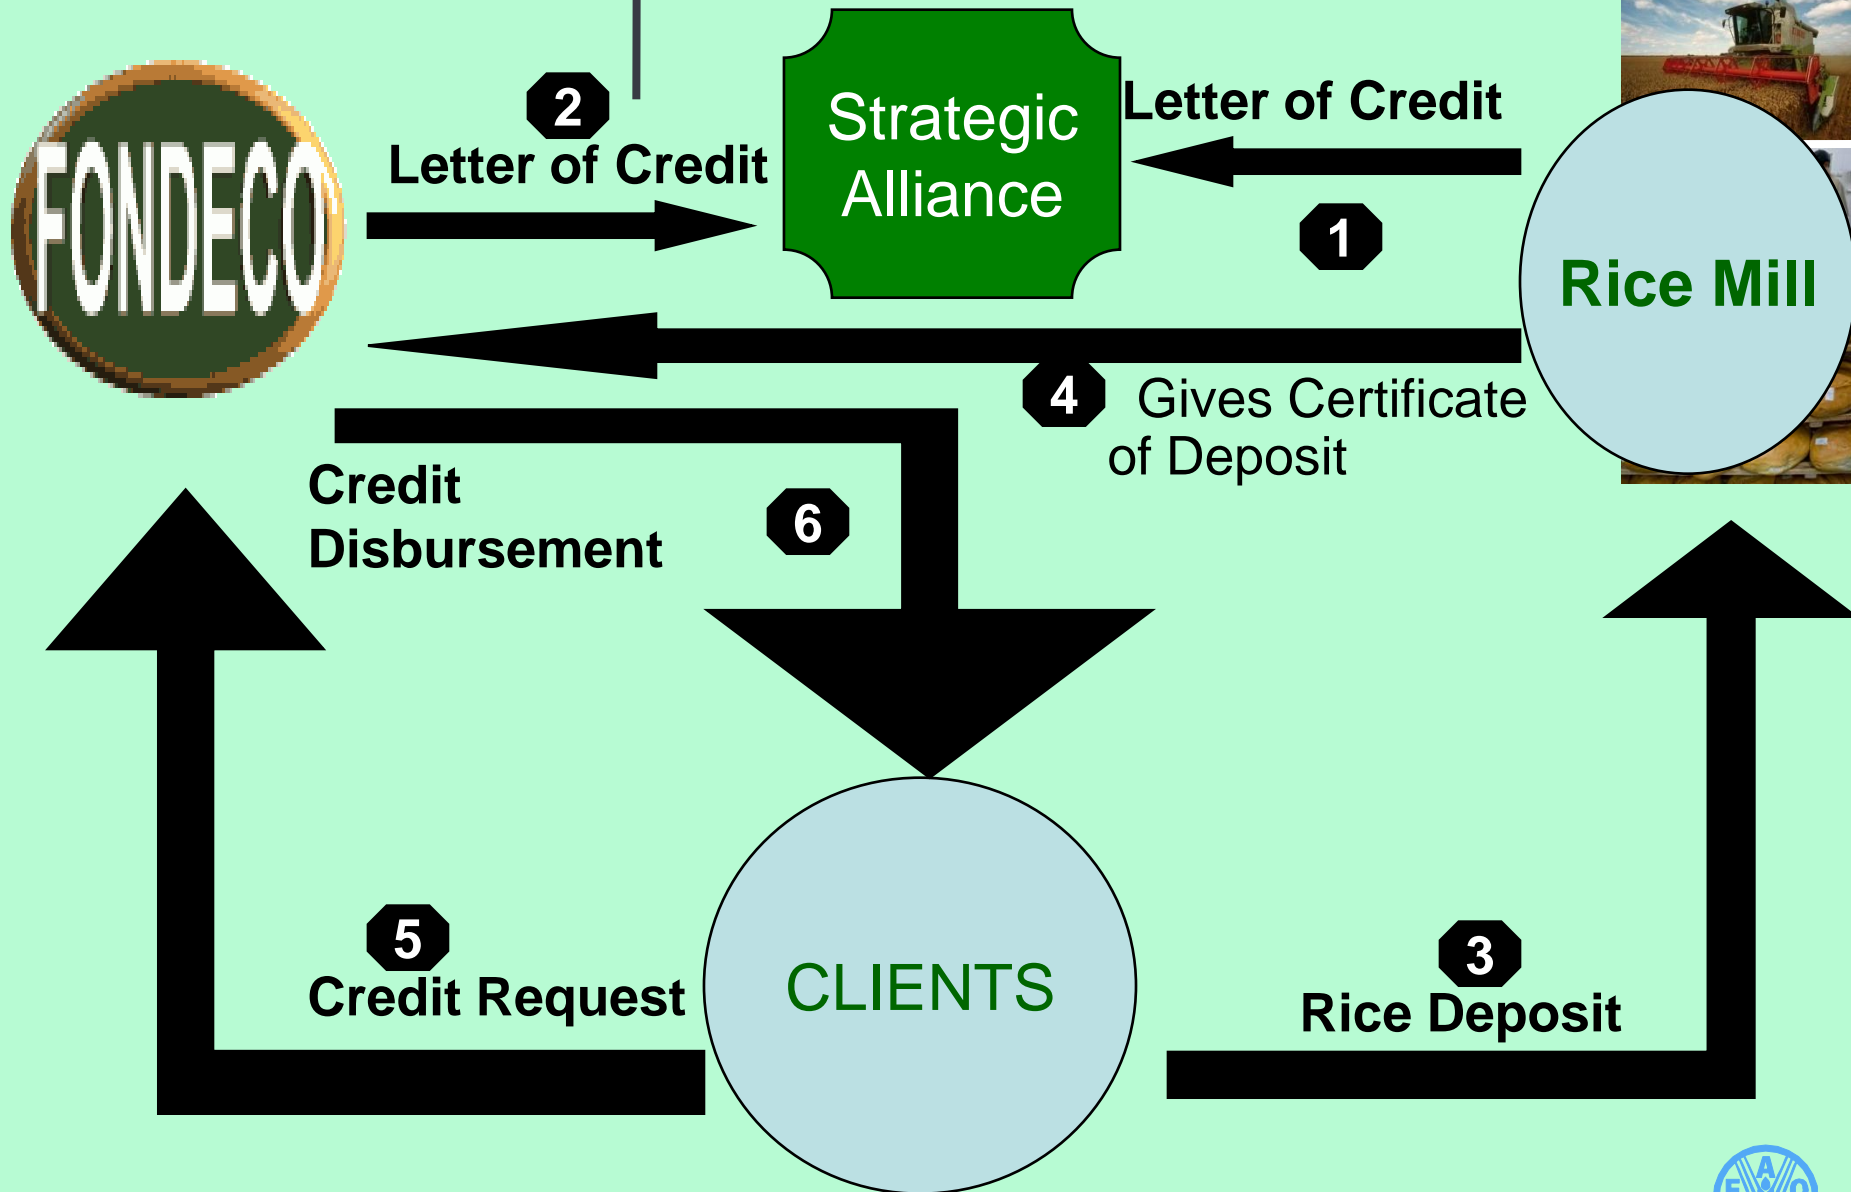 FONDECO
2
Letter of Credit
Strategic
Alliance
Letter of Credit
1
Rice Mill
4
Gives Certificate
of Deposit
Credit
Disbursement
6
5
Credit Request
CLIENTS
3
Rice Deposit
F A O